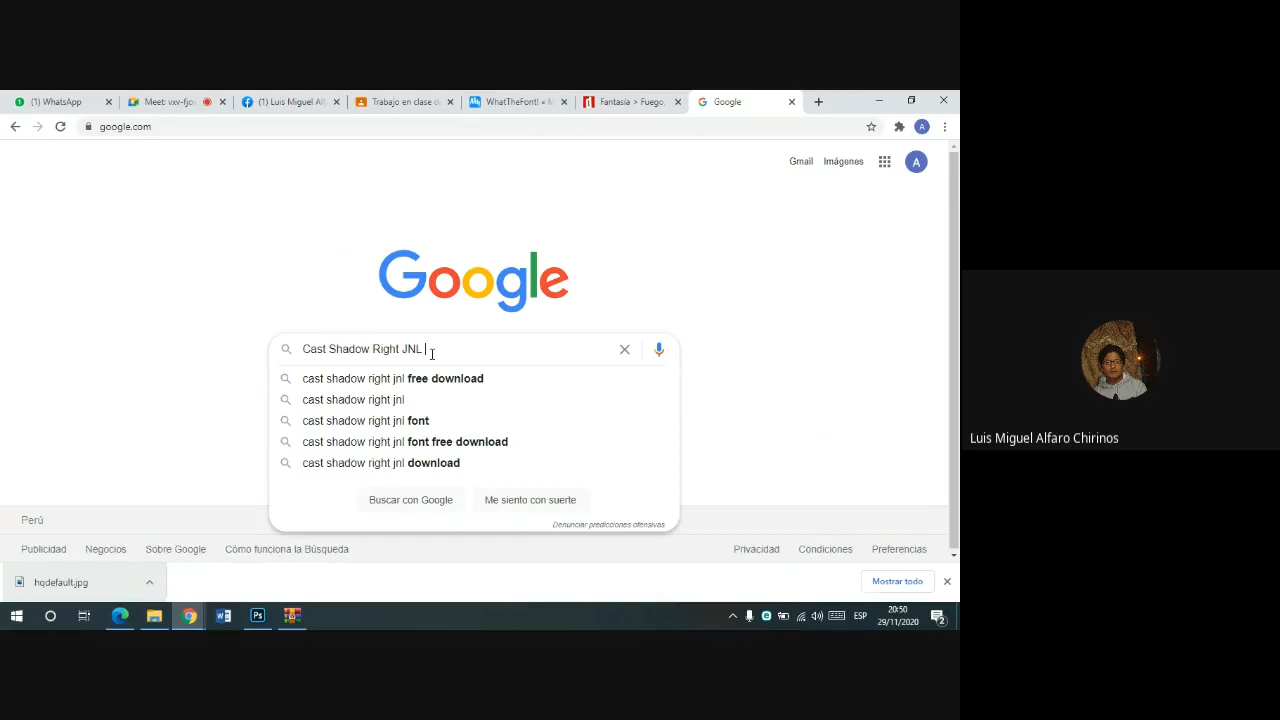 (1) WhatsApp
Meet: vxv-fjo
(1) Luis Miguel Alf
Trabajo en clase d
WhatTheFont! « M
Fantasía > Fuego,
Google
google.com
A
Gmail
Imágenes
A
Google
Cast Shadow Right JNL
cast shadow right jnl free download
cast shadow right jnl
cast shadow right jnl font
cast shadow right jnl font free download
cast shadow right jnl download
Buscar con Google
Me siento con suerte
Denunciar predicciones ofensivas
Perú
Publicidad
Negocios
Sobre Google
Cómo funciona la Búsqueda
Privacidad
Condiciones
Preferencias
hqdefault.jpg
Mostrar todo
ESP
20:50
29/11/2020
2
Luis Miguel Alfaro Chirinos